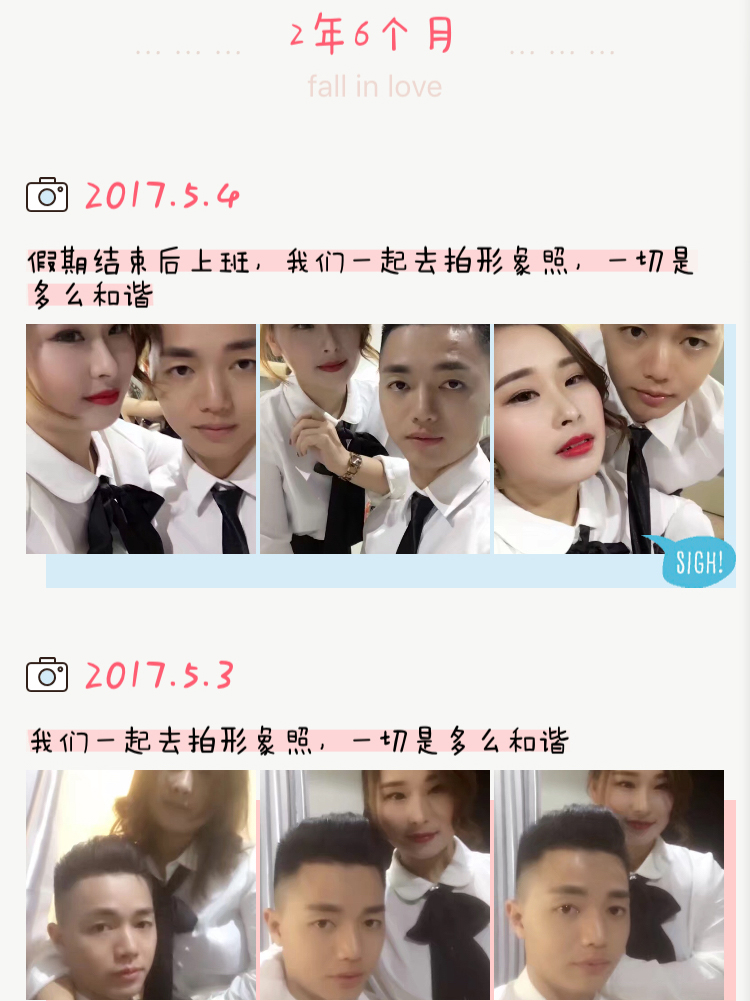 2年6个月
fall in love
2017.5.4
假期结束后上班，我们一起去拍形象照，一切是
多么和谐
SIGH!
2017.5.3
我们一起去拍形象照，一切是多么和谐